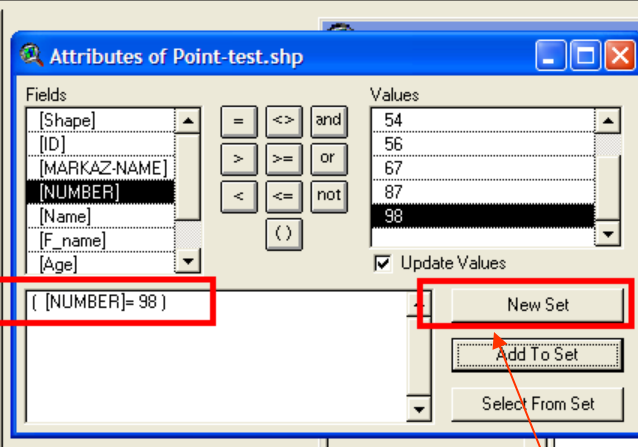 Attributes of Point-test.shp
Fields
[Shape]
[ID]
[MARKAZ-NAME]
[NUMBER]
[Name]
[F_name]
[Age]
= <> and
> >= or
< <= not
()
Values
54
56
67
87
98
Update Values
( [NUMBER]= 98 )
New Set
Add To Set
Select From Set